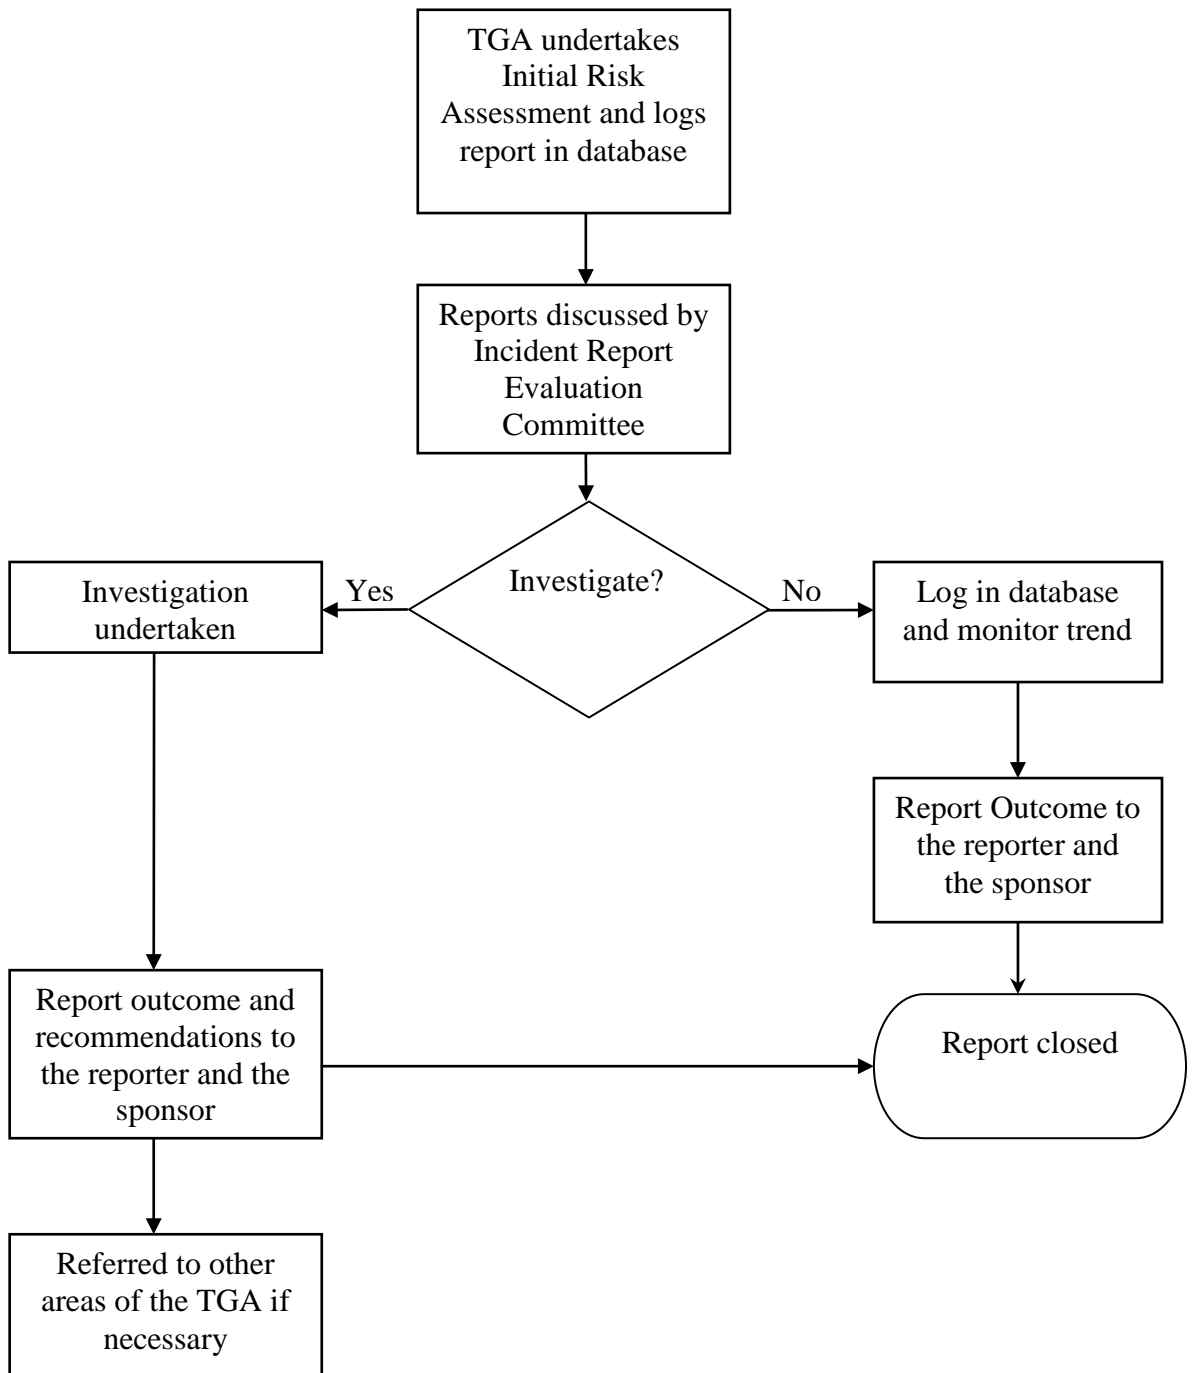 TGA undertakes
Initial Risk
Assessment and logs
report in database
Reports discussed by
Incident Report
Evaluation
Committee
Investigate?
Yes
No
Investigation
undertaken
Log in database
and monitor trend
Report Outcome to
the reporter and
the sponsor
Report outcome and
recommendations to
the reporter and the
sponsor
Report closed
Referred to other
areas of the TGA if
necessary